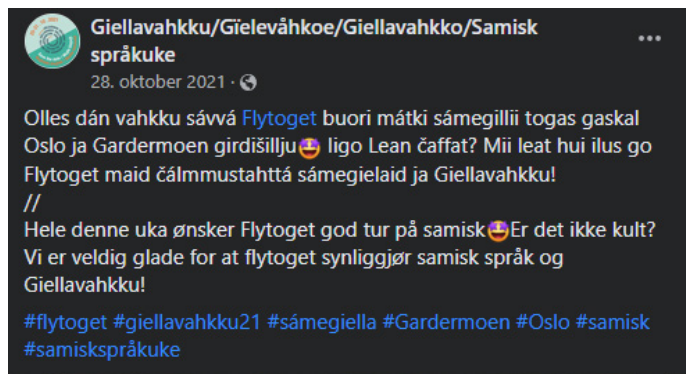 Giellavahkku/Gïelevåhkoe/Giellavahkko/Samisk
språkuke
28. oktober 2021 ·
Olles dán vahkku sávvá Flytoget buori mátki sámegillii togas gaskal
Oslo ja Gardermoen girdišillju🤩 Iigo Lean čaffat? Mii leat hui ilus go
Flytoget maid čálmmustahttá sámegielaid ja Giellavahkku!
//
Hele denne uka ønsker Flytoget god tur på samisk🤩Er det ikke kult?
Vi er veldig glade for at flytoget synliggjør samisk språk og
Giellavahkku!
#flytoget #giellavahkku21 #sámegiella #Gardermoen #Oslo #samisk
#samiskspråkuke